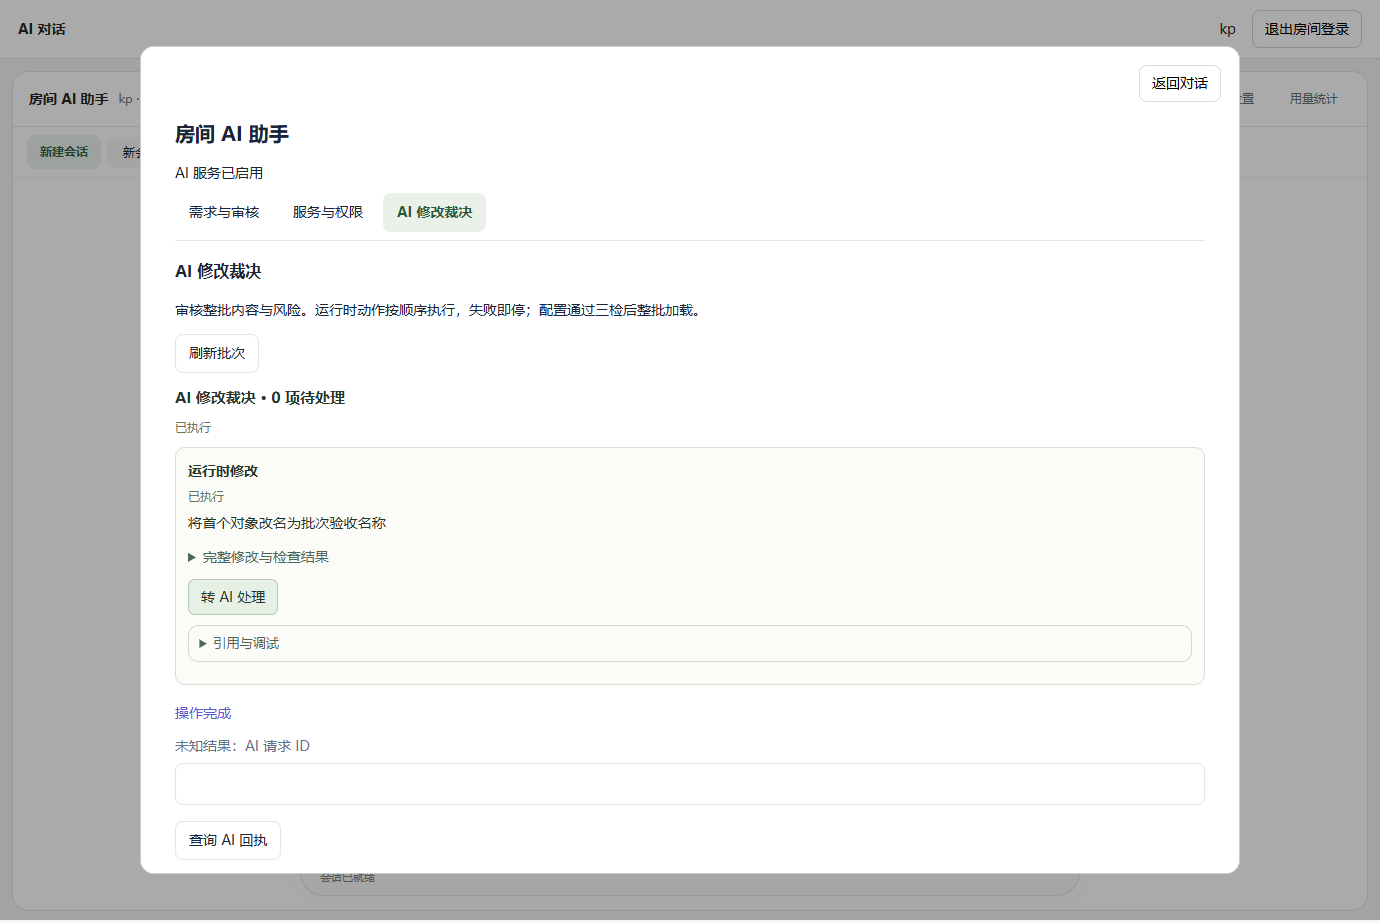 AI 对话
kp
退出房间登录
房间 AI 助手
kp ·
置
用量统计
新建会话
新会
返回对话
房间 AI 助手
AI 服务已启用
需求与审核
服务与权限
AI 修改裁决
AI 修改裁决
审核整批内容与风险。运行时动作按顺序执行，失败即停；配置通过三检后整批加载。
刷新批次
AI 修改裁决 • 0 项待处理
已执行
运行时修改
已执行
将首个对象改名为批次验收名称
▶ 完整修改与检查结果
转 AI 处理
▶ 引用与调试
操作完成
未知结果：AI 请求 ID
查询 AI 回执
会话已就绪